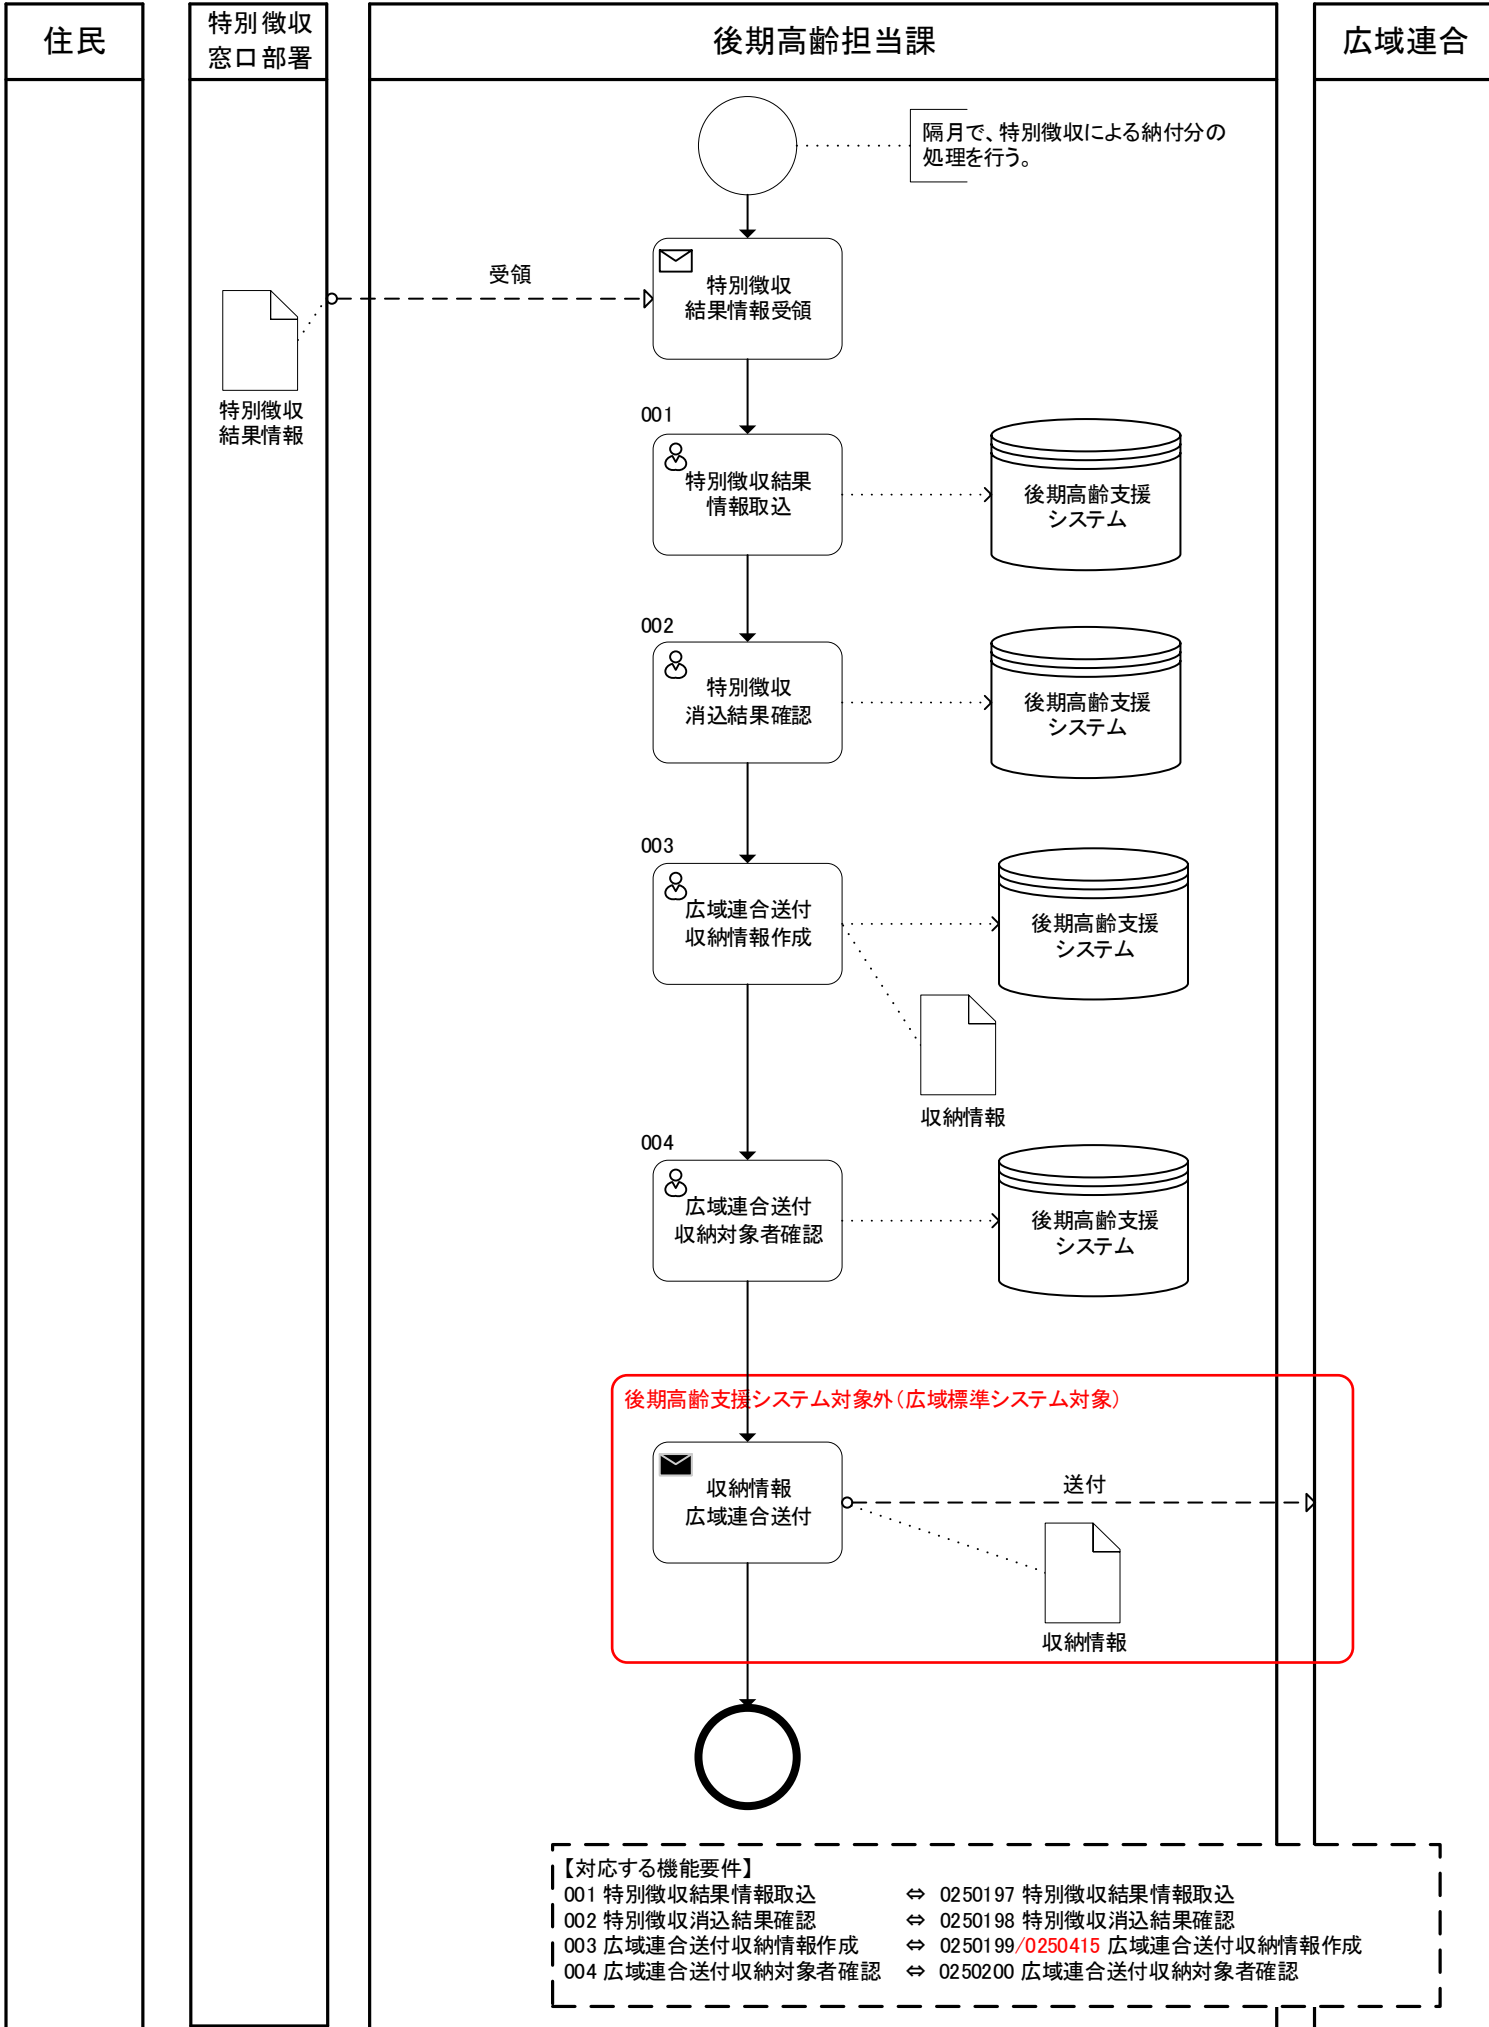 住民
特別徴収
窓口部署
後期高齢担当課
広域連合
隔月で、特別徴収による納付分の
処理を行う。
受領
特別徴収
結果情報受領
特別徴収
結果情報
001
特別徴収結果
情報取込
後期高齢支援
システム
002
特別徴収
消込結果確認
後期高齢支援
システム
003
広域連合送付
収納情報作成
後期高齢支援
システム
収納情報
004
広域連合送付
収納対象者確認
後期高齢支援
システム
後期高齢支援システム対象外（広域標準システム対象）
収納情報
広域連合送付
送付
収納情報
【対応する機能要件】
001 特別徴収結果情報取込 ⇔ 0250197 特別徴収結果情報取込
002 特別徴収消込結果確認 ⇔ 0250198 特別徴収消込結果確認
003 広域連合送付収納情報作成 ⇔ 0250199/0250415 広域連合送付収納情報作成
004 広域連合送付収納対象者確認 ⇔ 0250200 広域連合送付収納対象者確認